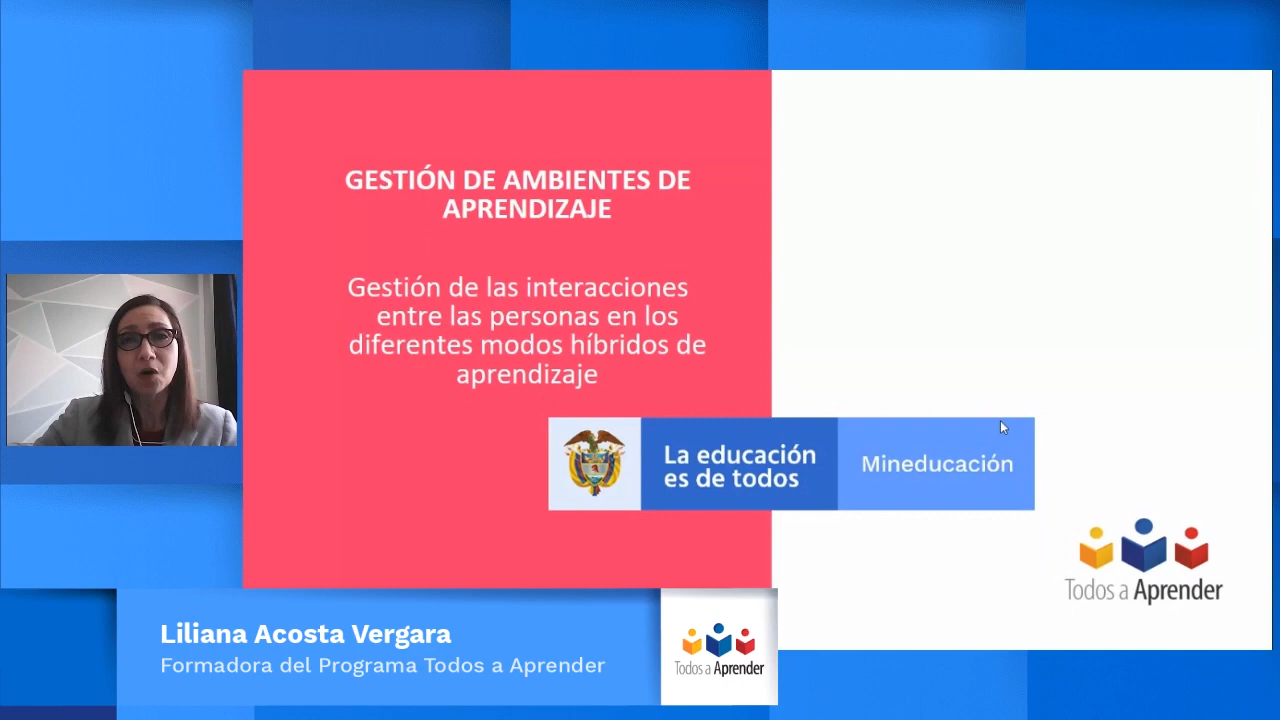 GESTIÓN DE AMBIENTES DE
APRENDIZAJE
Gestión de las interacciones
entre las personas en los
diferentes modos híbridos de
aprendizaje
La educación
es de todos
Mineducación
Todos a Aprender
Liliana Acosta Vergara
Formadora del Programa Todos a Aprender
Todos a Aprender